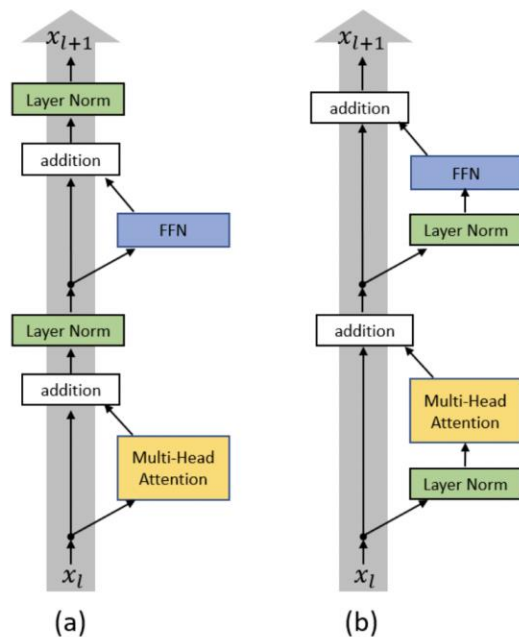 x_{l+1}
Layer Norm
addition
FFN
Layer Norm
addition
Multi-Head
Attention
x_l
(a)
x_{l+1}
addition
FFN
Layer Norm
addition
Multi-Head
Attention
Layer Norm
x_l
(b)